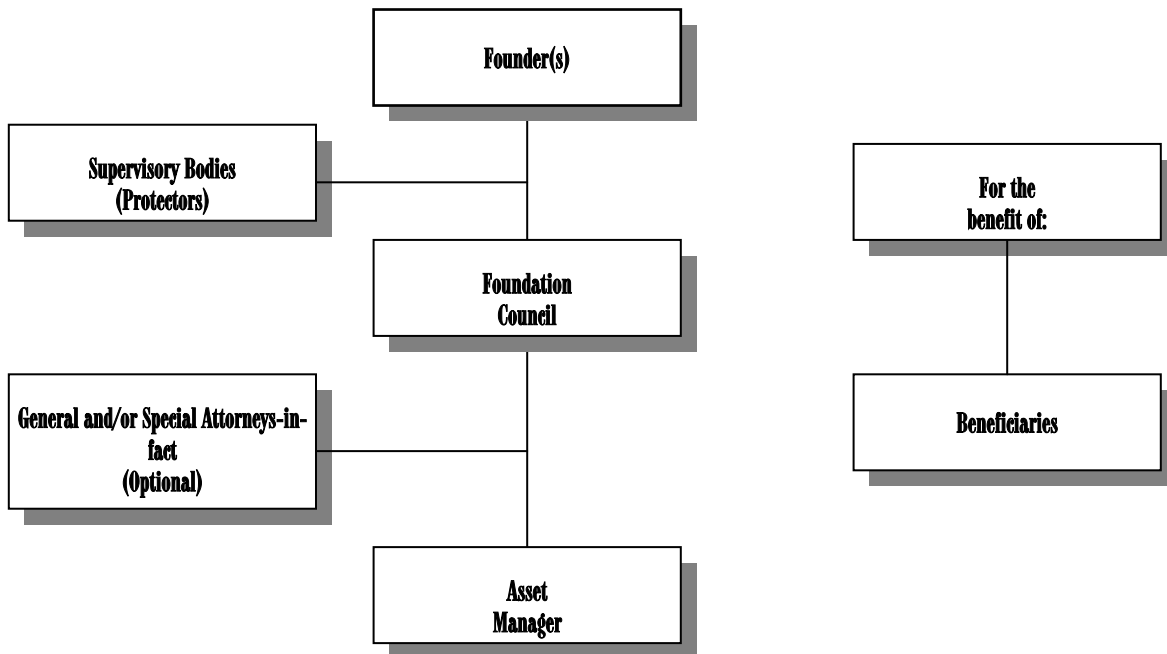 Founder(s)
Supervisory Bodies
(Protectors)
For the
benefit of:
Foundation
Council
General and/or Special Attorneys-in-
fact
(Optional)
Beneficiaries
Asset
Manager